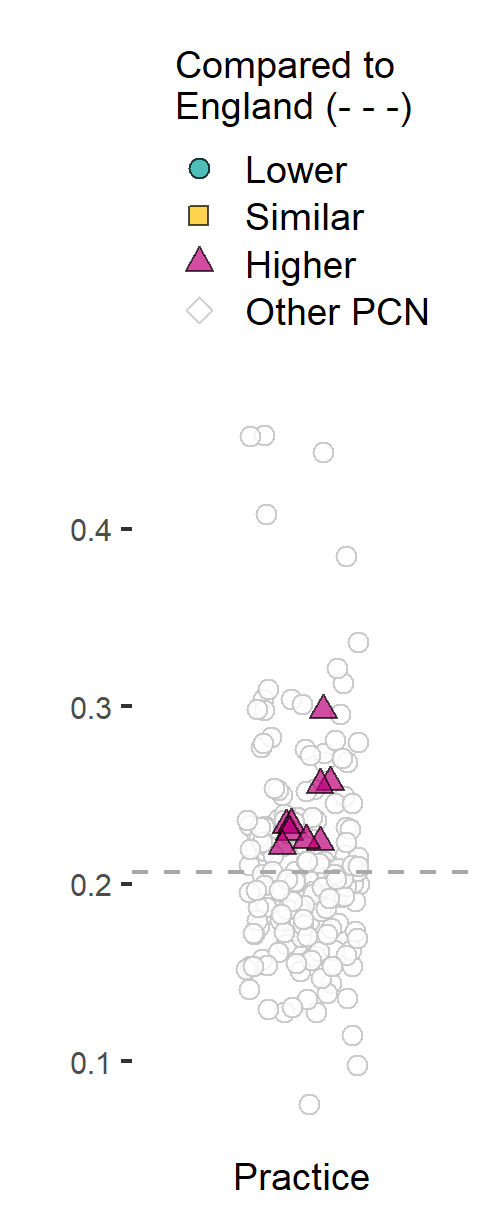 Compared to
England (- - -)
Lower
Similar
Higher
Other PCN
0.4
0.3
0.2
0.1
Practice